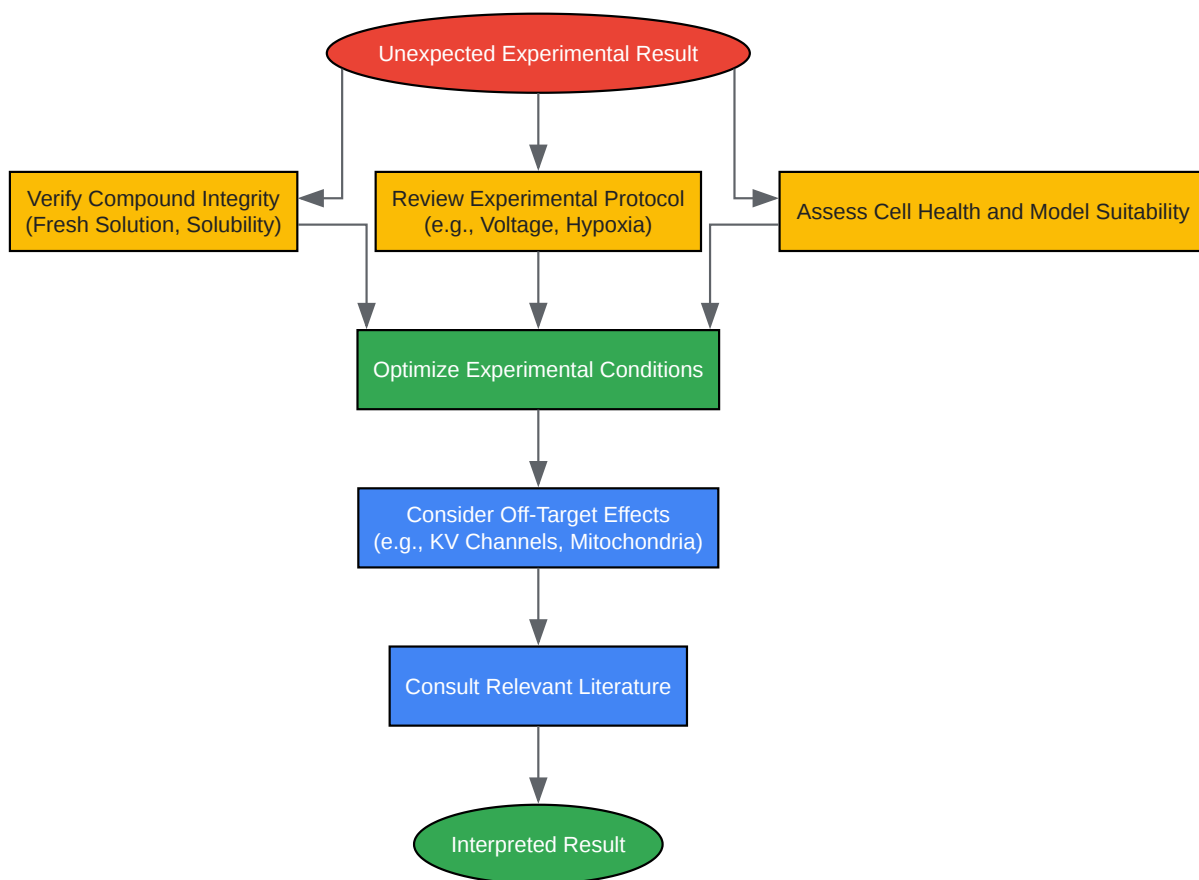 Unexpected Experimental Result
Verify Compound Integrity
(Fresh Solution, Solubility)
Review Experimental Protocol
(e.g., Voltage, Hypoxia)
Assess Cell Health and Model Suitability
Optimize Experimental Conditions
Consider Off-Target Effects
(e.g., KV Channels, Mitochondria)
Consult Relevant Literature
Interpreted Result